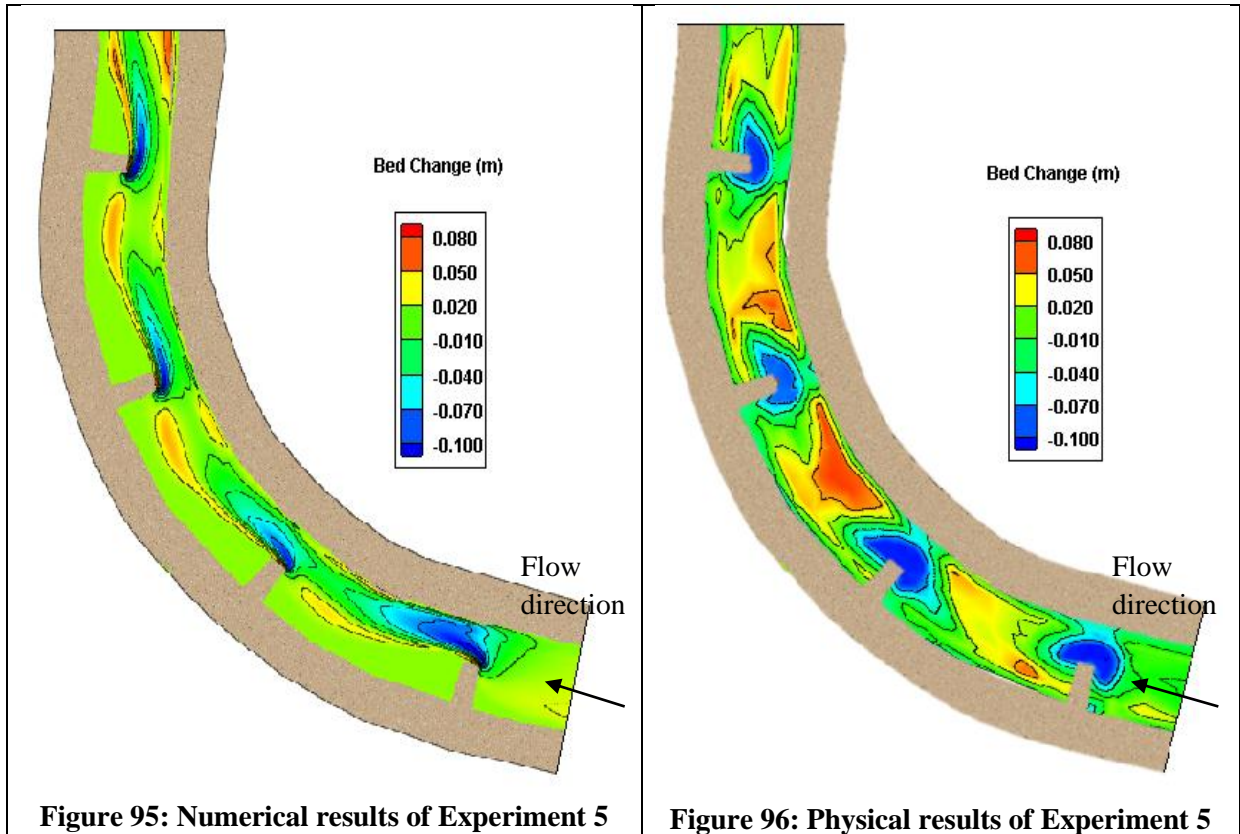 Bed Change (m)
0.080
0.050
0.020
-0.010
-0.040
-0.070
-0.100
Flow
direction
Figure 95: Numerical results of Experiment 5
Bed Change (m)
0.080
0.050
0.020
-0.010
-0.040
-0.070
-0.100
Flow
direction
Figure 96: Physical results of Experiment 5